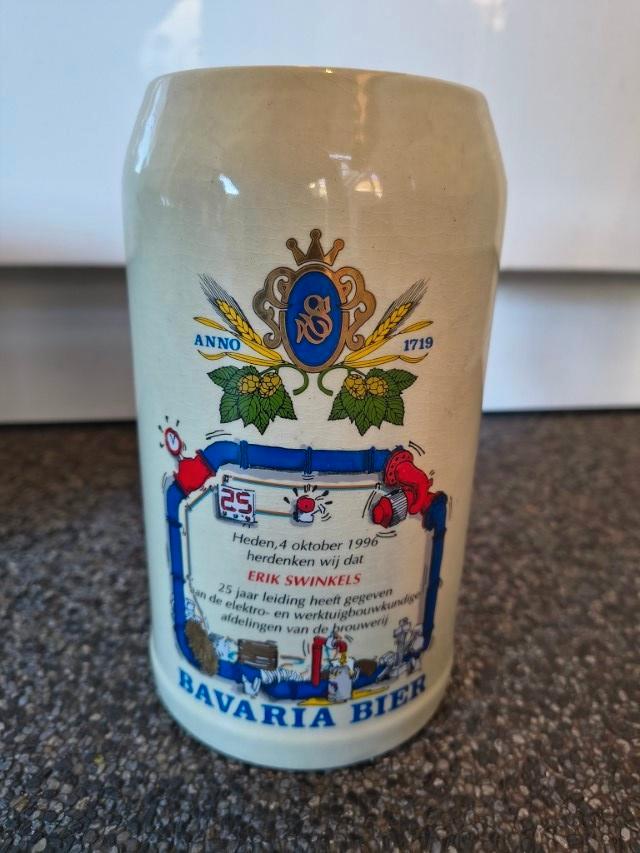 ANNO 1719
25
Heden, 4 oktober 1996
herdenken wij dat
ERIK SWINKELS
25 jaar leiding heeft gegeven
aan de elektro- en werktuigbouwkundige
afdelingen van de brouwerij
BAVARIA BIER